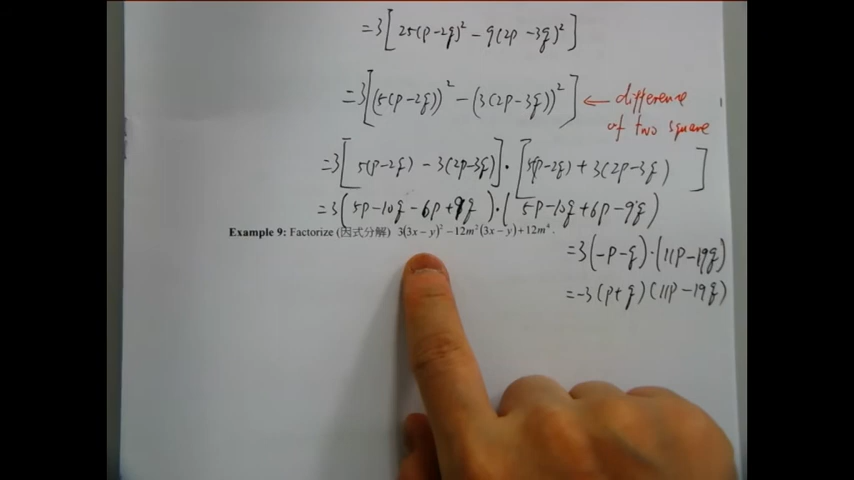 =3[25(p-2q)²-9(2p-3q)²]
=3[(5(p-2q))²-(3(2p-3q))²] ← difference
of two square
=3[5(p-2q)-3(2p-3q)]·[5(p-2q)+3(2p-3q)]
=3(5p-10q-6p+9q)·(5p-10q+6p-9q)
Example 9: Factorize (因式分解) 3(3x-y)²-12m²(3x-y)+12m⁴.
=3(-p-q)·(11p-19q)
=-3(p+q)(11p-19q)